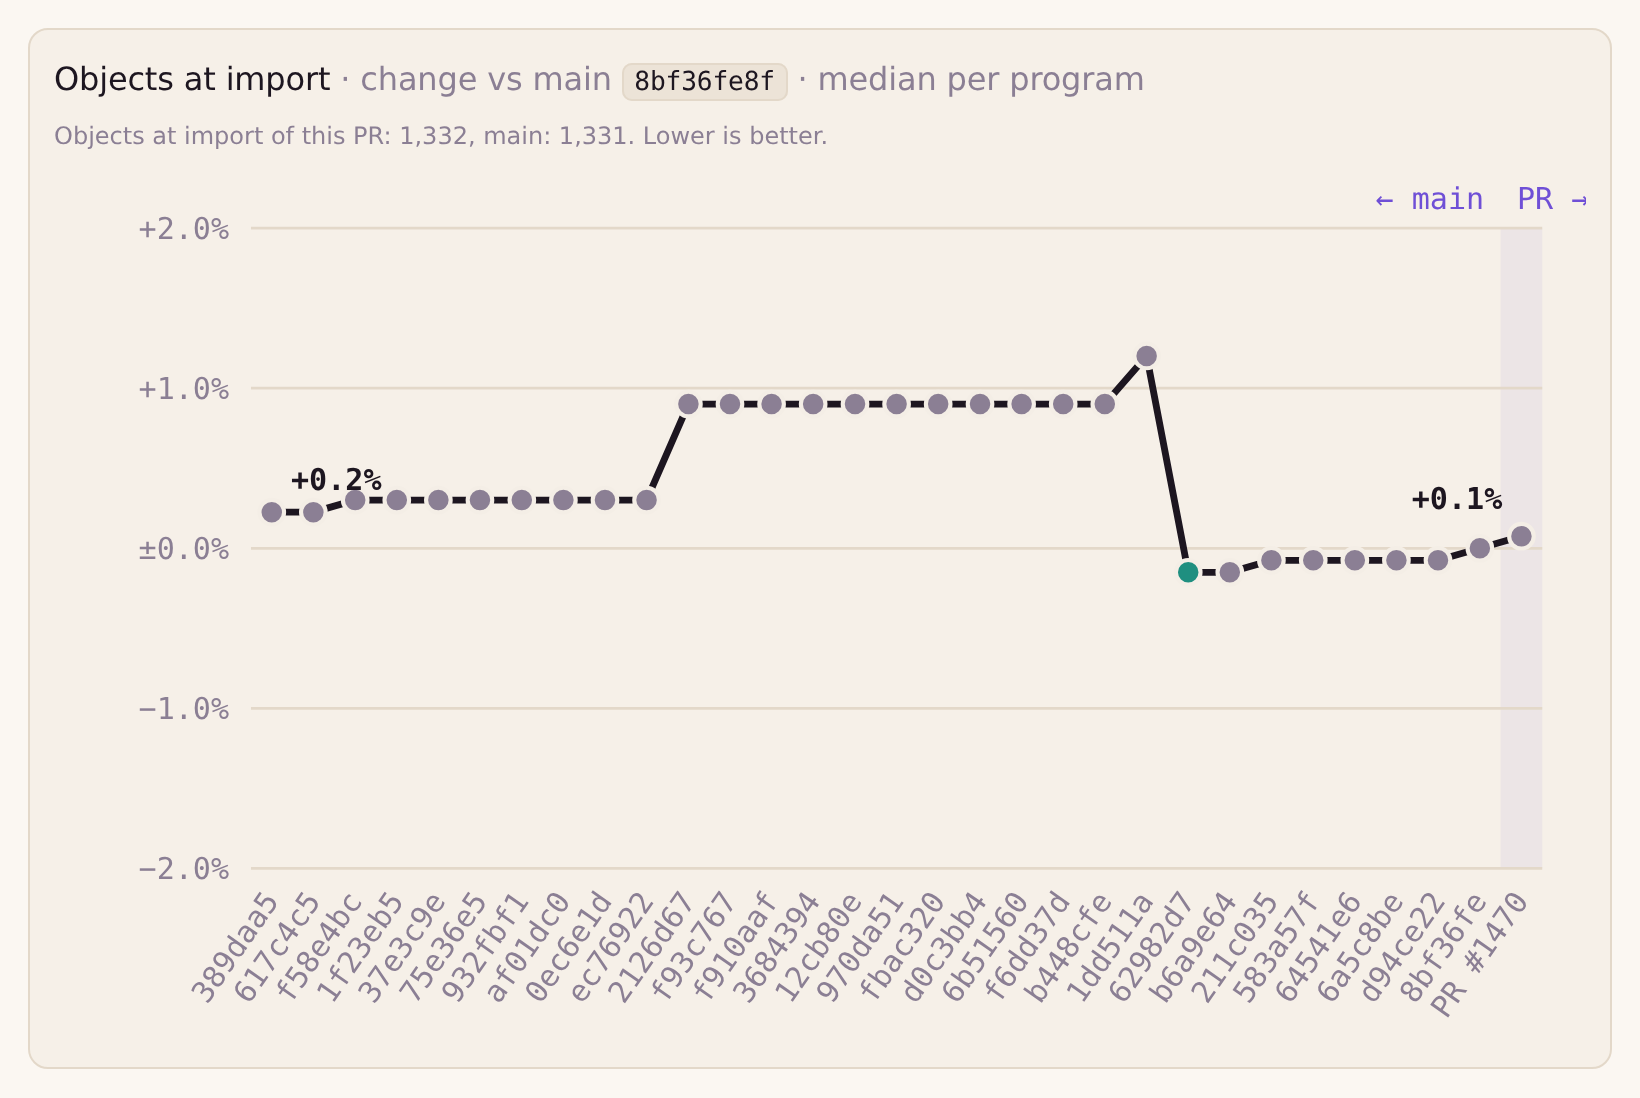 Objects at import · change vs main 8bf36fe8f · median per program
Objects at import of this PR: 1,332, main: 1,331. Lower is better.
← main PR →
+2.0%
+1.0%
±0.0%
−1.0%
−2.0%
+0.2%
+0.1%
389daa5
617c4c5
f58e4bc
1f23eb5
37e3c9e
75e36e5
932fbf1
af01dc0
0ec6e1d
ec76922
2126d67
f93c767
f910aaf
3684394
12cb80e
970da51
fbac320
d0c3bb4
6b51560
f6dd37d
b448cfe
1dd511a
62982d7
b6a9e64
211c035
583a57f
64541e6
6a5c8be
d94ce22
8bf36fe
PR #1470